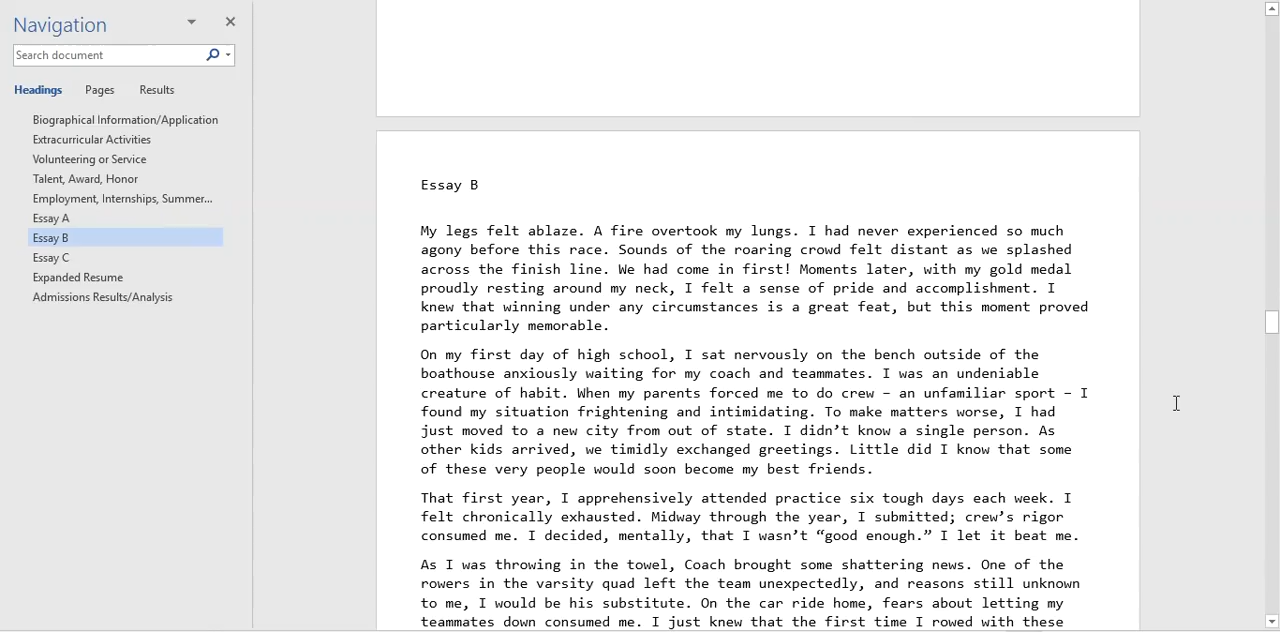 Navigation
Search document
Headings Pages Results
Biographical Information/Application
Extracurricular Activities
Volunteering or Service
Talent, Award, Honor
Employment, Internships, Summer...
Essay A
Essay B
Essay C
Expanded Resume
Admissions Results/Analysis
Essay B
My legs felt ablaze. A fire overtook my lungs. I had never experienced so much
agony before this race. Sounds of the roaring crowd felt distant as we splashed
across the finish line. We had come in first! Moments later, with my gold medal
proudly resting around my neck, I felt a sense of pride and accomplishment. I
knew that winning under any circumstances is a great feat, but this moment proved
particularly memorable.
On my first day of high school, I sat nervously on the bench outside of the
boathouse anxiously waiting for my coach and teammates. I was an undeniable
creature of habit. When my parents forced me to do crew – an unfamiliar sport – I
found my situation frightening and intimidating. To make matters worse, I had
just moved to a new city from out of state. I didn’t know a single person. As
other kids arrived, we timidly exchanged greetings. Little did I know that some
of these very people would soon become my best friends.
That first year, I apprehensively attended practice six tough days each week. I
felt chronically exhausted. Midway through the year, I submitted; crew’s rigor
consumed me. I decided, mentally, that I wasn’t “good enough.” I let it beat me.
As I was throwing in the towel, Coach brought some shattering news. One of the
rowers in the varsity quad left the team unexpectedly, and reasons still unknown
to me, I would be his substitute. On the car ride home, fears about letting my
teammates down consumed me. I just knew that the first time I rowed with these